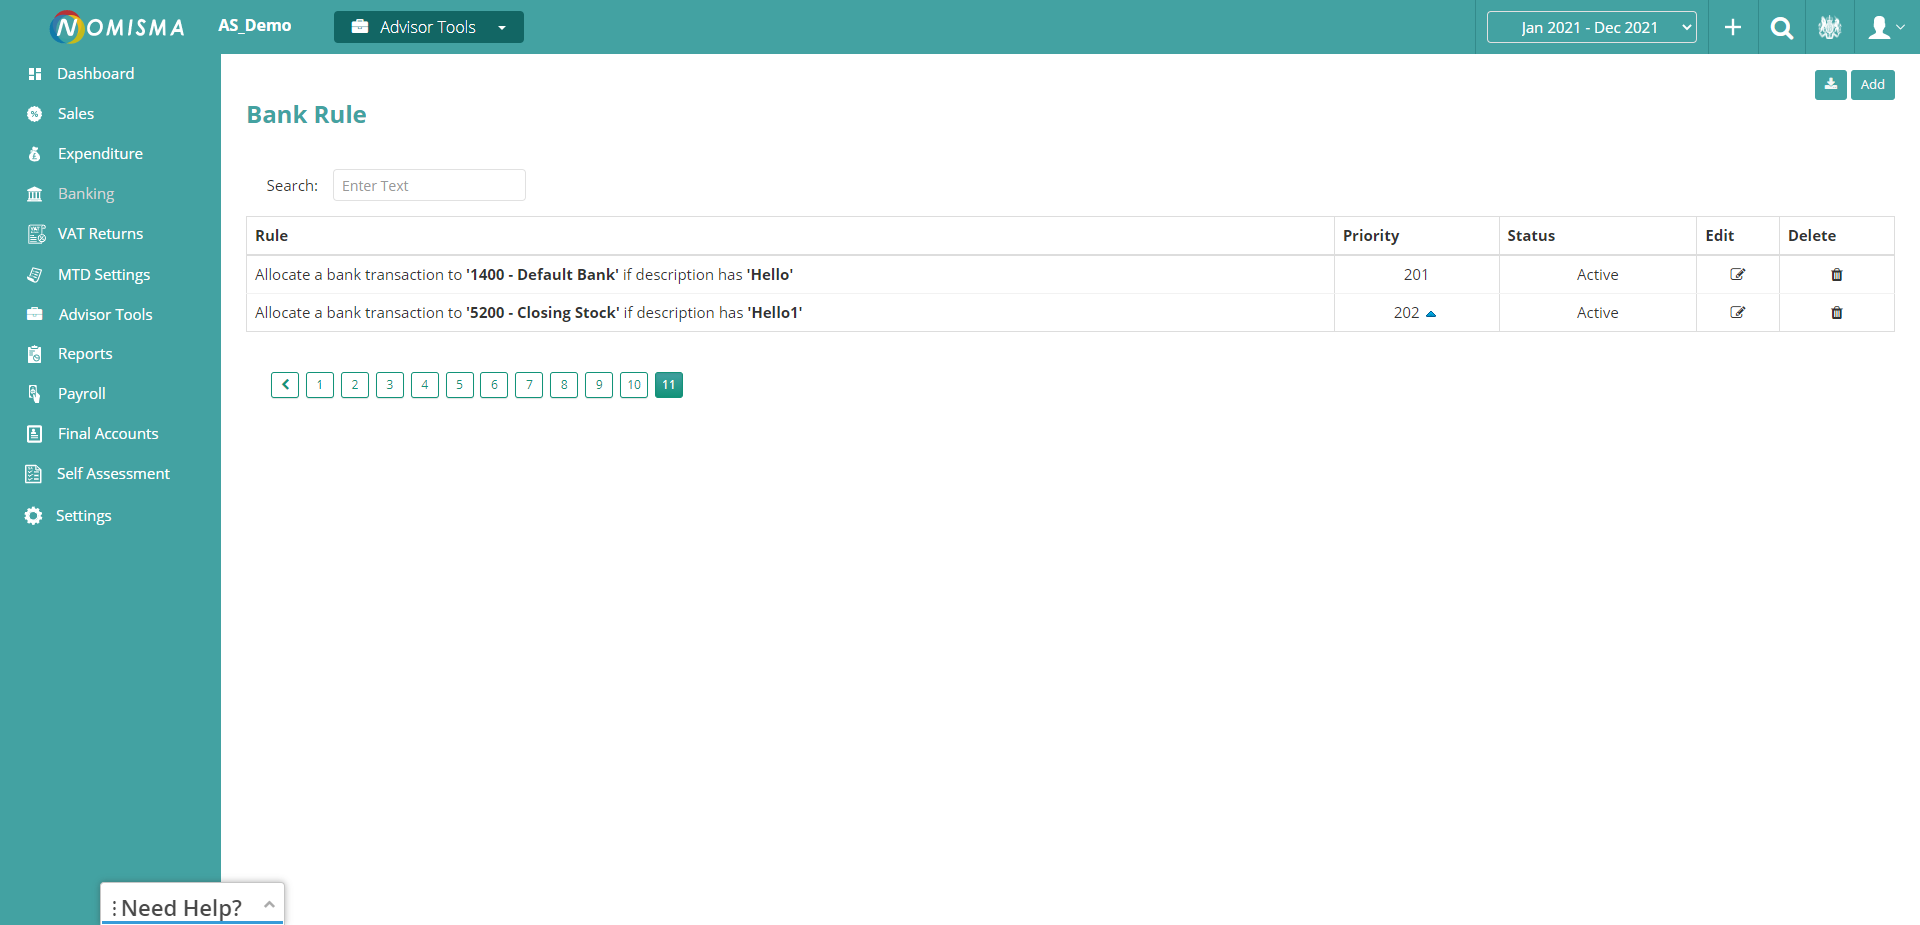 NOMISMA
AS_Demo
Advisor Tools
Jan 2021 - Dec 2021
Dashboard
Sales
Expenditure
Banking
VAT Returns
MTD Settings
Advisor Tools
Reports
Payroll
Final Accounts
Self Assessment
Settings
Add
Bank Rule
Search: Enter Text
Rule Priority Status Edit Delete
Allocate a bank transaction to '1400 - Default Bank' if description has 'Hello' 201 Active
Allocate a bank transaction to '5200 - Closing Stock' if description has 'Hello1' 202 Active
1 2 3 4 5 6 7 8 9 10 11
Need Help?